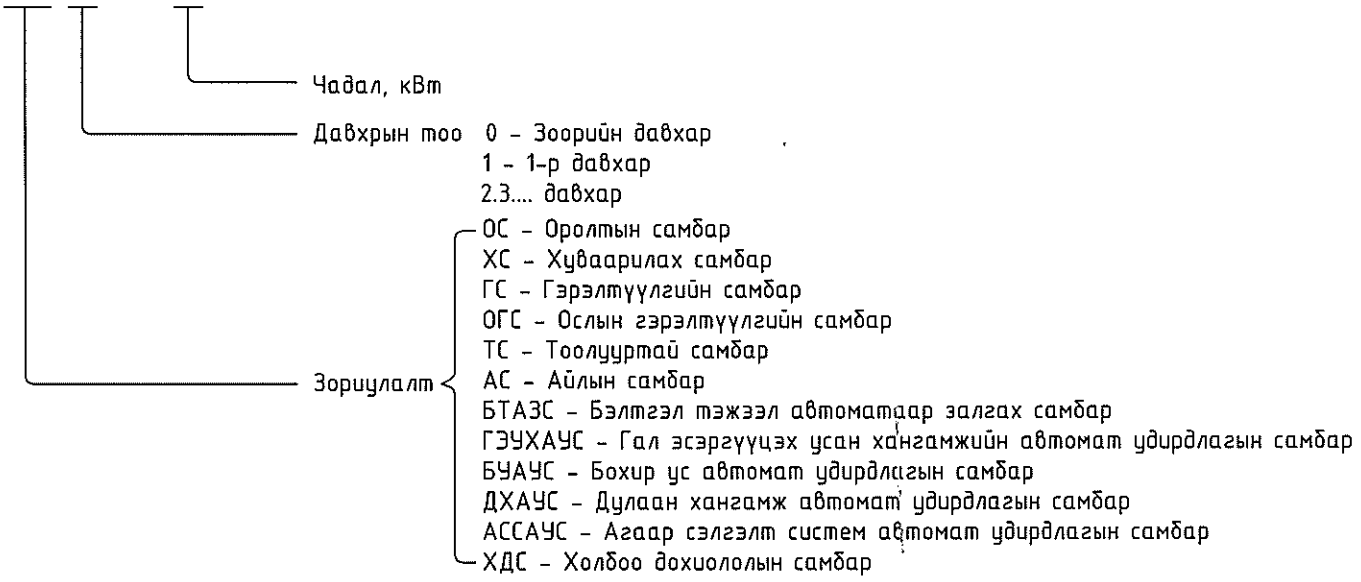 Чадал, кВт
Давхрын тоо 0 - Зоорийн давхар
1 - 1-р давхар
2.3.... давхар
ОС - Оролтын самбар
ХС - Хуваарилах самбар
ГС - Гэрэлтүүлгийн самбар
ОГС - Ослын гэрэлтүүлгийн самбар
ТС - Тоолууртай самбар
Зориулалт АС - Айлын самбар
БТАЗС - Бэлтгэл тэжээл автоматаар залгах самбар
ГЭУХАУС - Гал эсэргүүцэх усан хангамжийн автомат удирдлагын самбар
БУАУС - Бохир ус автомат удирдлагын самбар
ДХАУС - Дулаан хангамж автомат удирдлагын самбар
АССАУС - Агаар сэлгэлт систем автомат удирдлагын самбар
ХДС - Холбоо дохиололын самбар